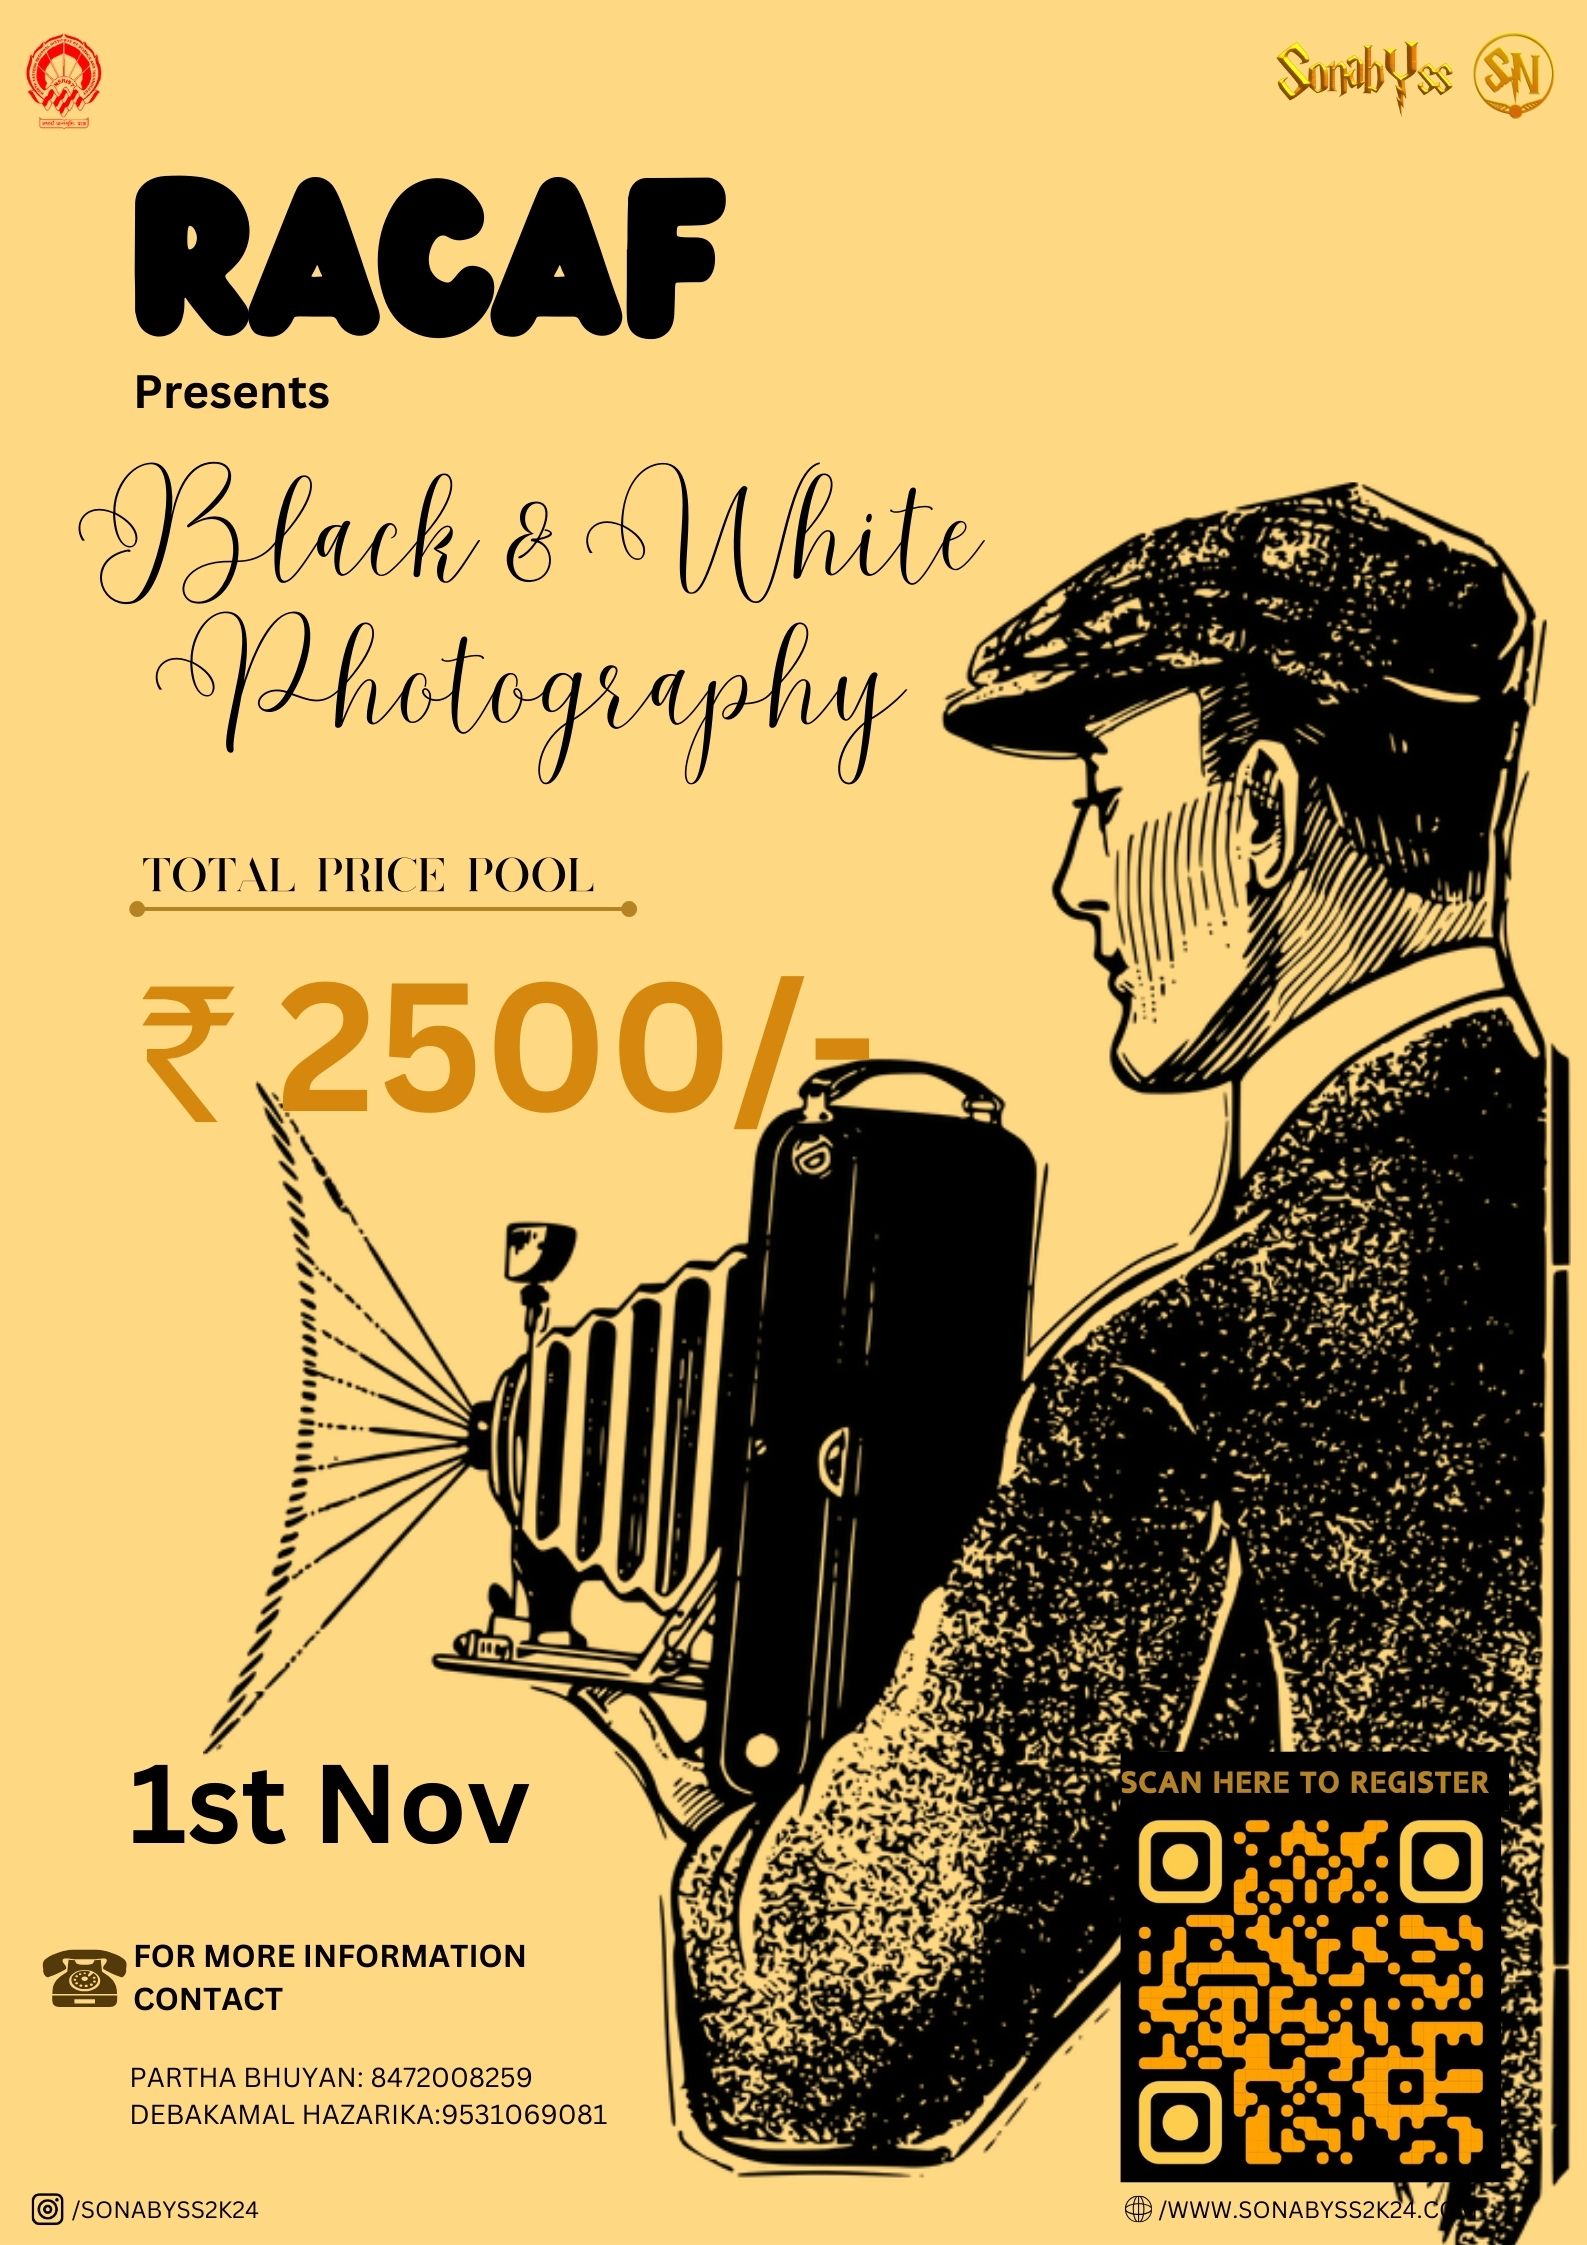 SonabYss
SN
RACAF
Presents
Black & White
Photography
TOTAL PRICE POOL
₹ 2500/-
1st Nov
SCAN HERE TO REGISTER
FOR MORE INFORMATION
CONTACT
PARTHA BHUYAN: 8472008259
DEBAKAMAL HAZARIKA:9531069081
/SONABYSS2K24
/WWW.SONABYSS2K24.C